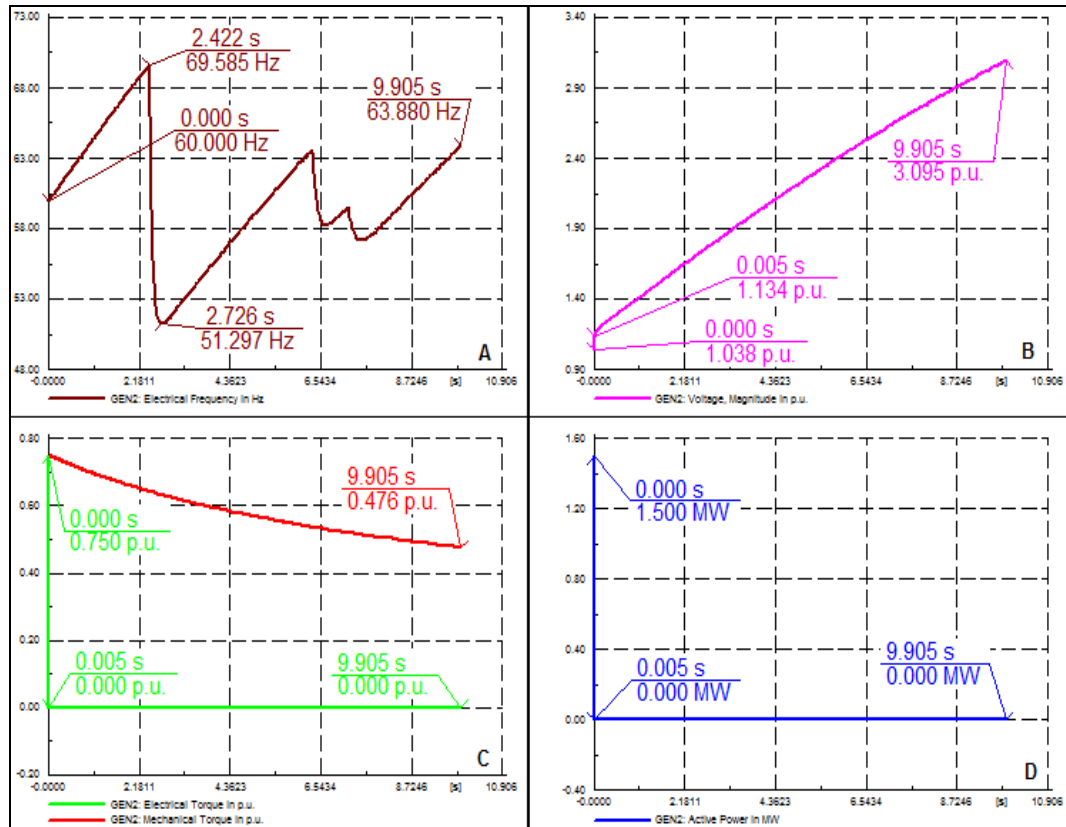 73.00
68.00
63.00
58.00
53.00
48.00
2.422 s
69.585 Hz
0.000 s
60.000 Hz
9.905 s
63.880 Hz
2.726 s
51.297 Hz
A
-0.0000 2.1811 4.3623 6.5434 8.7246 [s] 10.906
GEN2: Electrical Frequency in Hz
3.40
2.90
2.40
1.90
1.40
0.90
9.905 s
3.095 p.u.
0.005 s
1.134 p.u.
0.000 s
1.038 p.u.
B
-0.0000 2.1811 4.3623 6.5434 8.7246 [s] 10.906
GEN2: Voltage, Magnitude in p.u.
0.80
0.60
0.40
0.20
0.00
-0.20
9.905 s
0.476 p.u.
0.000 s
0.750 p.u.
0.005 s
0.000 p.u.
9.905 s
0.000 p.u.
C
-0.0000 2.1811 4.3623 6.5434 8.7246 [s] 10.906
GEN2: Electrical Torque in p.u.
GEN2: Mechanical Torque in p.u.
1.60
1.20
0.80
0.40
0.00
-0.40
0.000 s
1.500 MW
0.005 s
0.000 MW
9.905 s
0.000 MW
D
-0.0000 2.1811 4.3623 6.5434 8.7246 [s] 10.906
GEN2: Active Power in MW